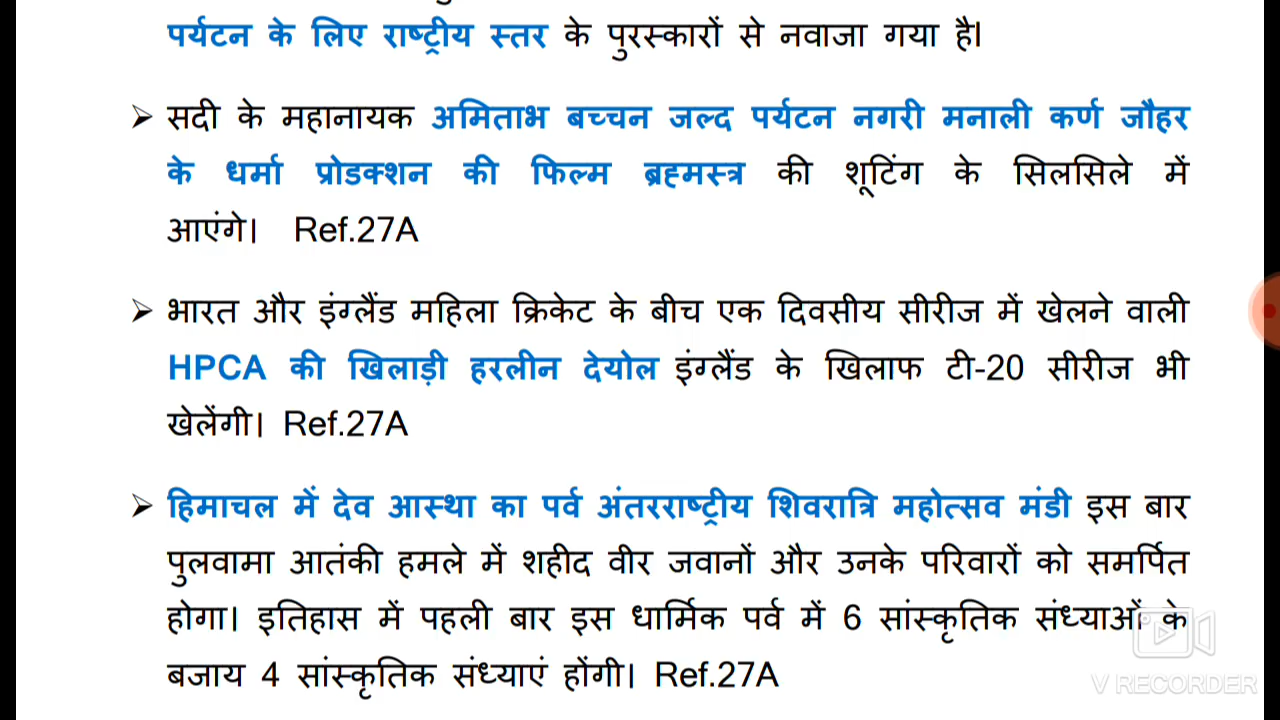 पर्यटन के लिए राष्ट्रीय स्तर के पुरस्कारों से नवाजा गया है।
➢ सदी के महानायक अमिताभ बच्चन जल्द पर्यटन नगरी मनाली कर्ण जौहर
के धर्मा प्रोडक्शन की फिल्म ब्रह्मस्त्र की शूटिंग के सिलसिले में
आएंगे। Ref.27A
➢ भारत और इंग्लैंड महिला क्रिकेट के बीच एक दिवसीय सीरीज में खेलने वाली
HPCA की खिलाड़ी हरलीन देयोल इंग्लैंड के खिलाफ टी-20 सीरीज भी
खेलेंगी। Ref.27A
➢ हिमाचल में देव आस्था का पर्व अंतरराष्ट्रीय शिवरात्रि महोत्सव मंडी इस बार
पुलवामा आतंकी हमले में शहीद वीर जवानों और उनके परिवारों को समर्पित
होगा। इतिहास में पहली बार इस धार्मिक पर्व में 6 सांस्कृतिक संध्याओं के
बजाय 4 सांस्कृतिक संध्याएं होंगी। Ref.27A
V RECORDER